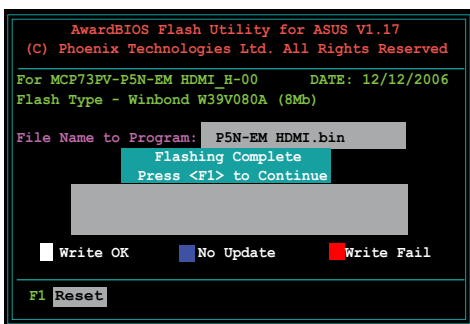 AwardBIOS Flash Utility for ASUS V1.17
(C) Phoenix Technologies Ltd. All Rights Reserved
For MCP73PV-P5N-EM HDMI_H-00 DATE: 12/12/2006
Flash Type - Winbond W39V080A (8Mb)
File Name to Program: P5N-EM HDMI.bin
Flashing Complete
Press <F1> to Continue
Write OK No Update Write Fail
F1 Reset